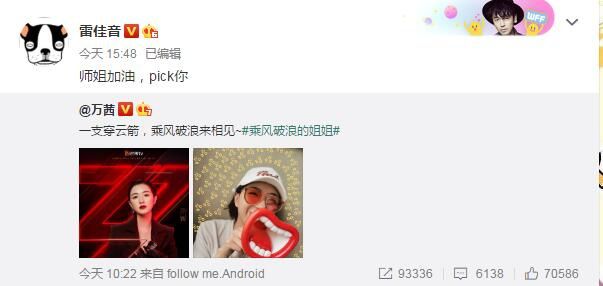 WFF
雷佳音
今天 15:48 已编辑
师姐加油，pick你
@万茜
一支穿云箭，乘风破浪来相见~#乘风破浪的姐姐#
今天 10:22 来自 follow me.Android
93336
6138
70586